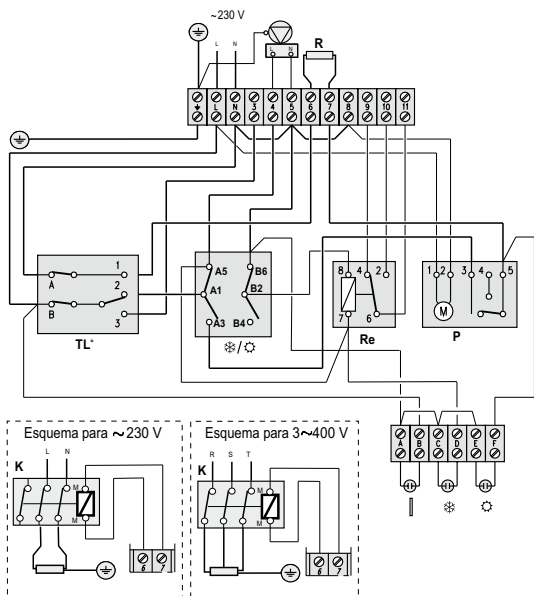 ~230 V
L N
L N
R
L N 3 4 5 6 7 8 9 10 11
A B 1 2 3
TL*
A5 B6
A1 B2
A3 B4
❄/☼
8 4 2
7 6
Re
1 2 3 4 5
M
P
A B C D E F
Esquema para ~230 V
L N
K
M
M
6 7
Esquema para 3~400 V
R S T
K
M
M
6 7